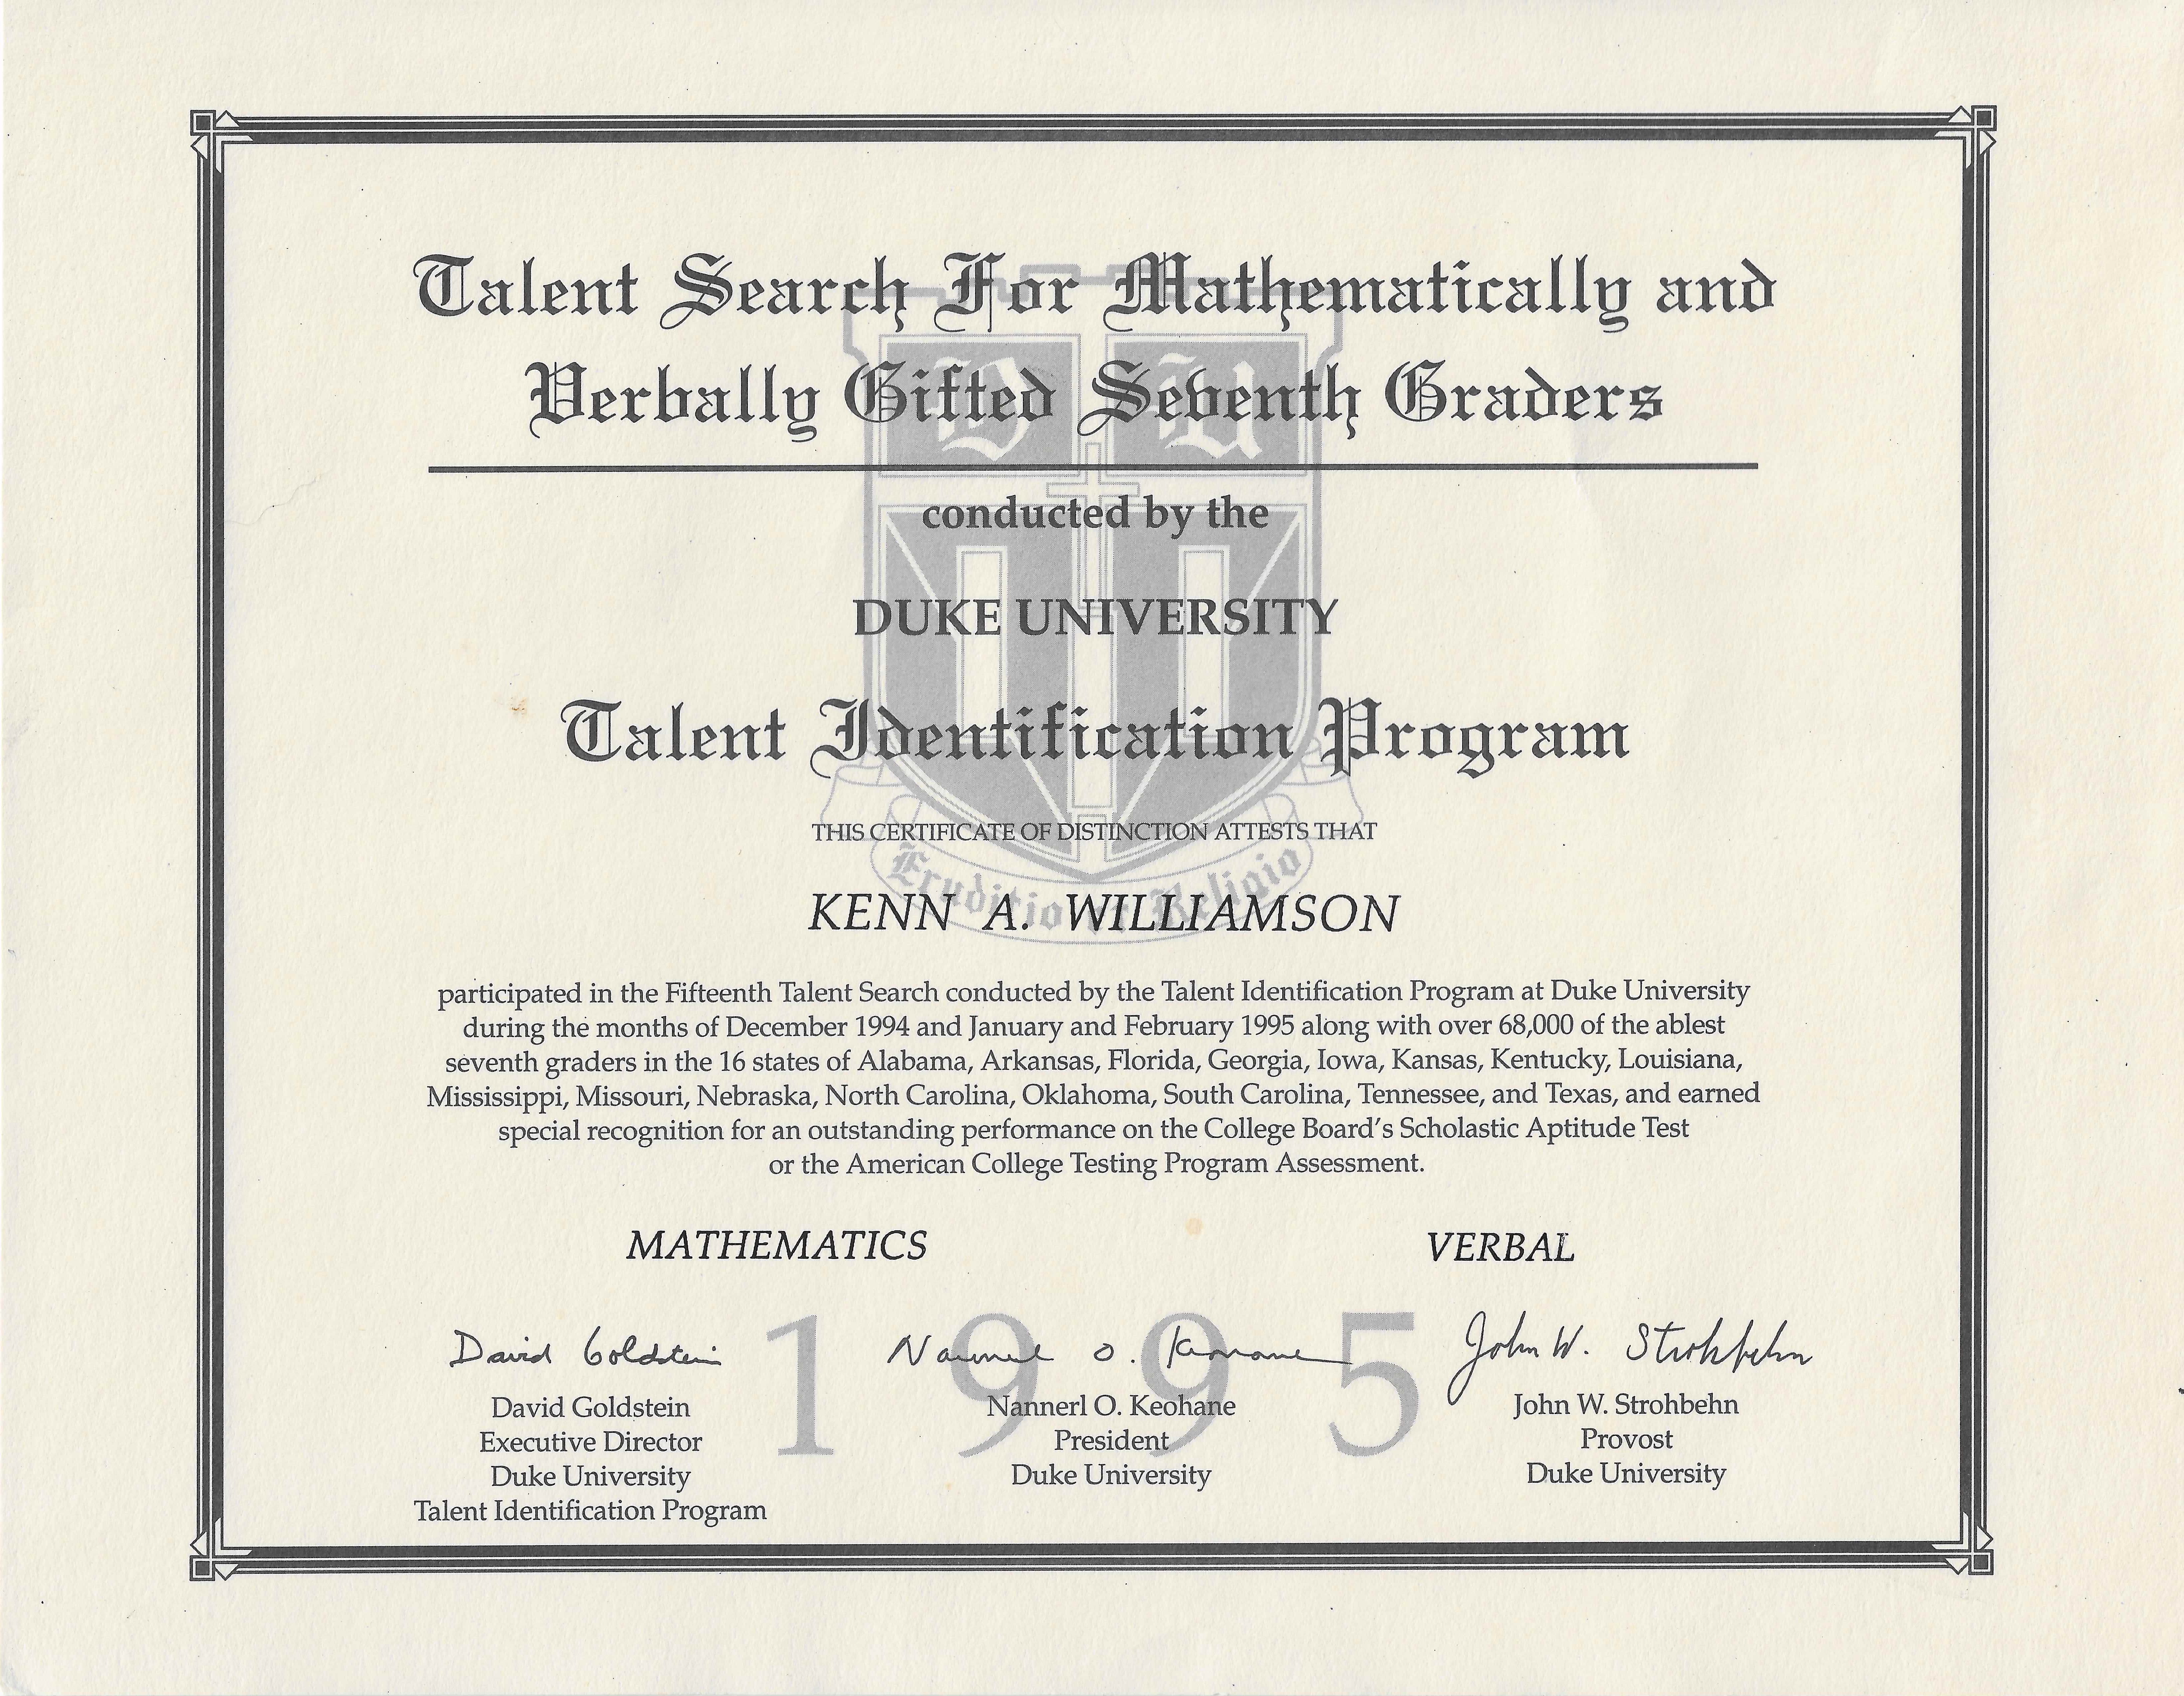 Talent Search For Mathematically and
Verbally Gifted Seventh Graders
conducted by the
D U
DUKE UNIVERSITY
Talent Identification Program
THIS CERTIFICATE OF DISTINCTION ATTESTS THAT
Eruditio et Religio
KENN A. WILLIAMSON
participated in the Fifteenth Talent Search conducted by the Talent Identification Program at Duke University
during the months of December 1994 and January and February 1995 along with over 68,000 of the ablest
seventh graders in the 16 states of Alabama, Arkansas, Florida, Georgia, Iowa, Kansas, Kentucky, Louisiana,
Mississippi, Missouri, Nebraska, North Carolina, Oklahoma, South Carolina, Tennessee, and Texas, and earned
special recognition for an outstanding performance on the College Board's Scholastic Aptitude Test
or the American College Testing Program Assessment.
MATHEMATICS VERBAL
1995
David Goldstein Nannerl O. Keohane John W. Strohbehn
David Goldstein Nannerl O. Keohane John W. Strohbehn
Executive Director President Provost
Duke University Duke University Duke University
Talent Identification Program